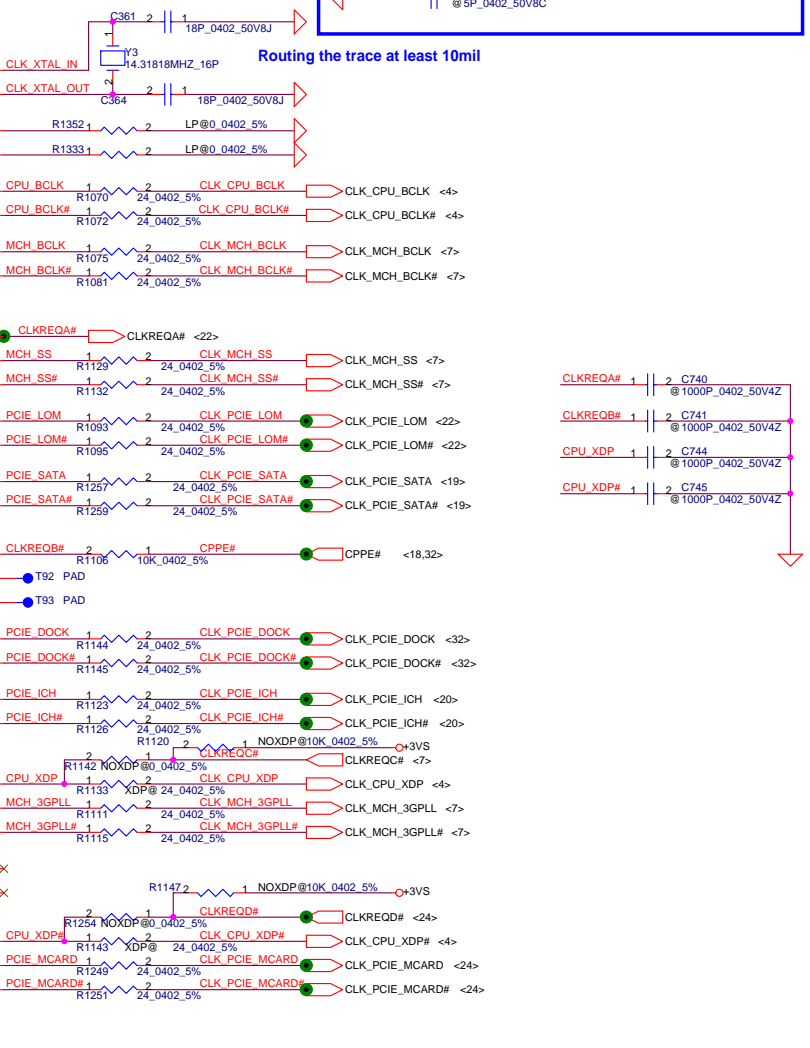 @5P_0402_50V8C
C361 2 1
18P_0402_50V8J
Routing the trace at least 10mil
1
Y3
14.31818MHZ_16P
CLK_XTAL_IN
2
CLK_XTAL_OUT
C364 2 1
18P_0402_50V8J
R1352 1 2 LP@0_0402_5%
R1333 1 2 LP@0_0402_5%
CPU_BCLK 1 2 CLK_CPU_BCLK CLK_CPU_BCLK <4>
R1070 24_0402_5%
CPU_BCLK# 1 2 CLK_CPU_BCLK# CLK_CPU_BCLK# <4>
R1072 24_0402_5%
MCH_BCLK 1 2 CLK_MCH_BCLK CLK_MCH_BCLK <7>
R1075 24_0402_5%
MCH_BCLK# 1 2 CLK_MCH_BCLK# CLK_MCH_BCLK# <7>
R1081 24_0402_5%
CLKREQA# CLKREQA# <22>
MCH_SS 1 2 CLK_MCH_SS CLK_MCH_SS <7>
R1129 24_0402_5%
MCH_SS# 1 2 CLK_MCH_SS# CLK_MCH_SS# <7>
R1132 24_0402_5%
PCIE_LOM 1 2 CLK_PCIE_LOM CLK_PCIE_LOM <22>
R1093 24_0402_5%
PCIE_LOM# 1 2 CLK_PCIE_LOM# CLK_PCIE_LOM# <22>
R1095 24_0402_5%
PCIE_SATA 1 2 CLK_PCIE_SATA CLK_PCIE_SATA <19>
R1257 24_0402_5%
PCIE_SATA# 1 2 CLK_PCIE_SATA# CLK_PCIE_SATA# <19>
R1259 24_0402_5%
CLKREQA# 1 2 C740
@1000P_0402_50V4Z
CLKREQB# 1 2 C741
@1000P_0402_50V4Z
CPU_XDP 1 2 C744
@1000P_0402_50V4Z
CPU_XDP# 1 2 C745
@1000P_0402_50V4Z
CLKREQB# 2 1 CPPE# CPPE# <18,32>
R1106 10K_0402_5%
T92 PAD
T93 PAD
PCIE_DOCK 1 2 CLK_PCIE_DOCK CLK_PCIE_DOCK <32>
R1144 24_0402_5%
PCIE_DOCK# 1 2 CLK_PCIE_DOCK# CLK_PCIE_DOCK# <32>
R1145 24_0402_5%
PCIE_ICH 1 2 CLK_PCIE_ICH CLK_PCIE_ICH <20>
R1123 24_0402_5%
PCIE_ICH# 1 2 CLK_PCIE_ICH# CLK_PCIE_ICH# <20>
R1126 24_0402_5%
R1120 2 1 NOXDP@10K_0402_5% +3VS
2 1 CLKREQC# CLKREQC# <7>
R1142 NOXDP@0_0402_5%
CPU_XDP 1 2 CLK_CPU_XDP CLK_CPU_XDP <4>
R1133 XDP@ 24_0402_5%
MCH_3GPLL 1 2 CLK_MCH_3GPLL CLK_MCH_3GPLL <7>
R1111 24_0402_5%
MCH_3GPLL# 1 2 CLK_MCH_3GPLL# CLK_MCH_3GPLL# <7>
R1115 24_0402_5%
R1147 2 1 NOXDP@10K_0402_5% +3VS
2 1 CLKREQD# CLKREQD# <24>
R1254 NOXDP@0_0402_5%
CPU_XDP# 1 2 CLK_CPU_XDP# CLK_CPU_XDP# <4>
R1143 XDP@ 24_0402_5%
PCIE_MCARD 1 2 CLK_PCIE_MCARD CLK_PCIE_MCARD <24>
R1249 24_0402_5%
PCIE_MCARD# 1 2 CLK_PCIE_MCARD# CLK_PCIE_MCARD# <24>
R1251 24_0402_5%